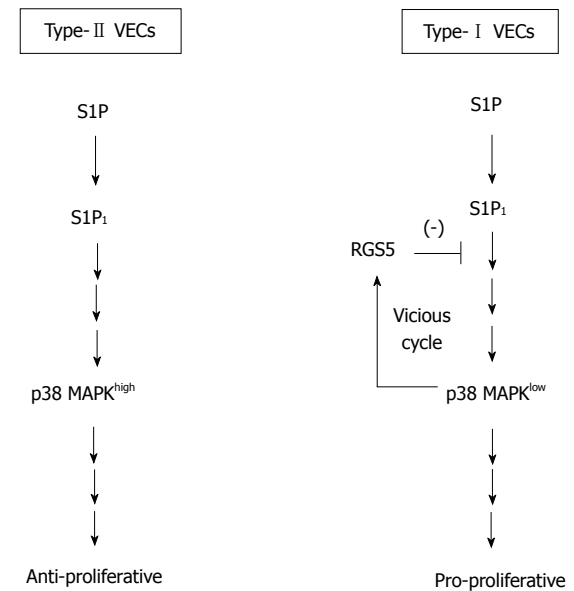 Type-Ⅱ VECs
S1P
S1P₁
p38 MAPKʰⁱᵍʰ
Anti-proliferative
Type-Ⅰ VECs
S1P
S1P₁
(-)
RGS5
Vicious
cycle
p38 MAPKˡᵒʷ
Pro-proliferative